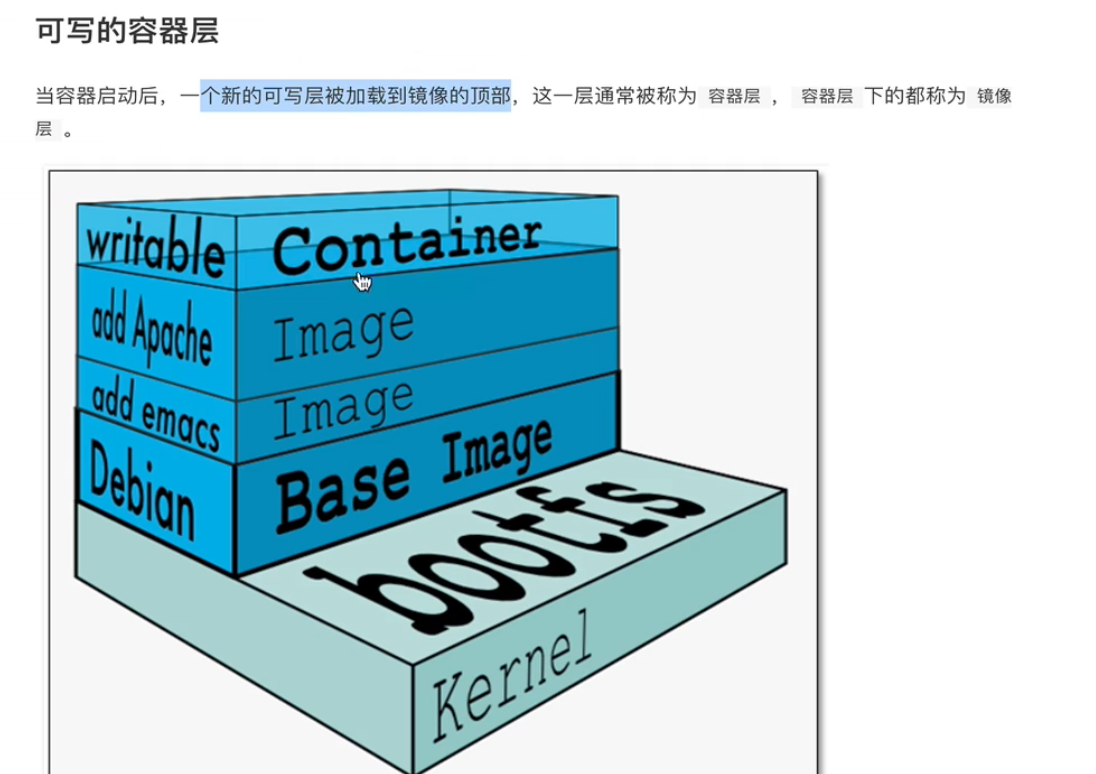 可写的容器层
当容器启动后，一个新的可写层被加载到镜像的顶部，这一层通常被称为 容器层 ， 容器层 下的都称为 镜像
层 。
writable Container
add Apache Image
add emacs Image
Debian Base Image
bootfs
Kernel